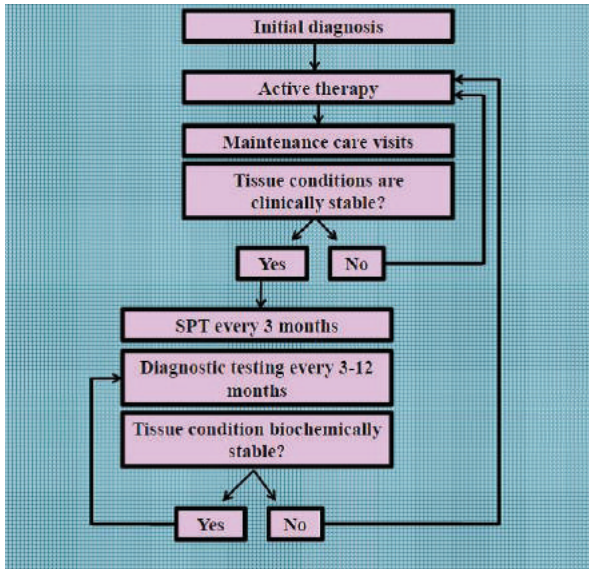 Initial diagnosis
Active therapy
Maintenance care visits
Tissue conditions are
clinically stable?
Yes
No
SPT every 3 months
Diagnostic testing every 3-12
months
Tissue condition biochemically
stable?
Yes
No